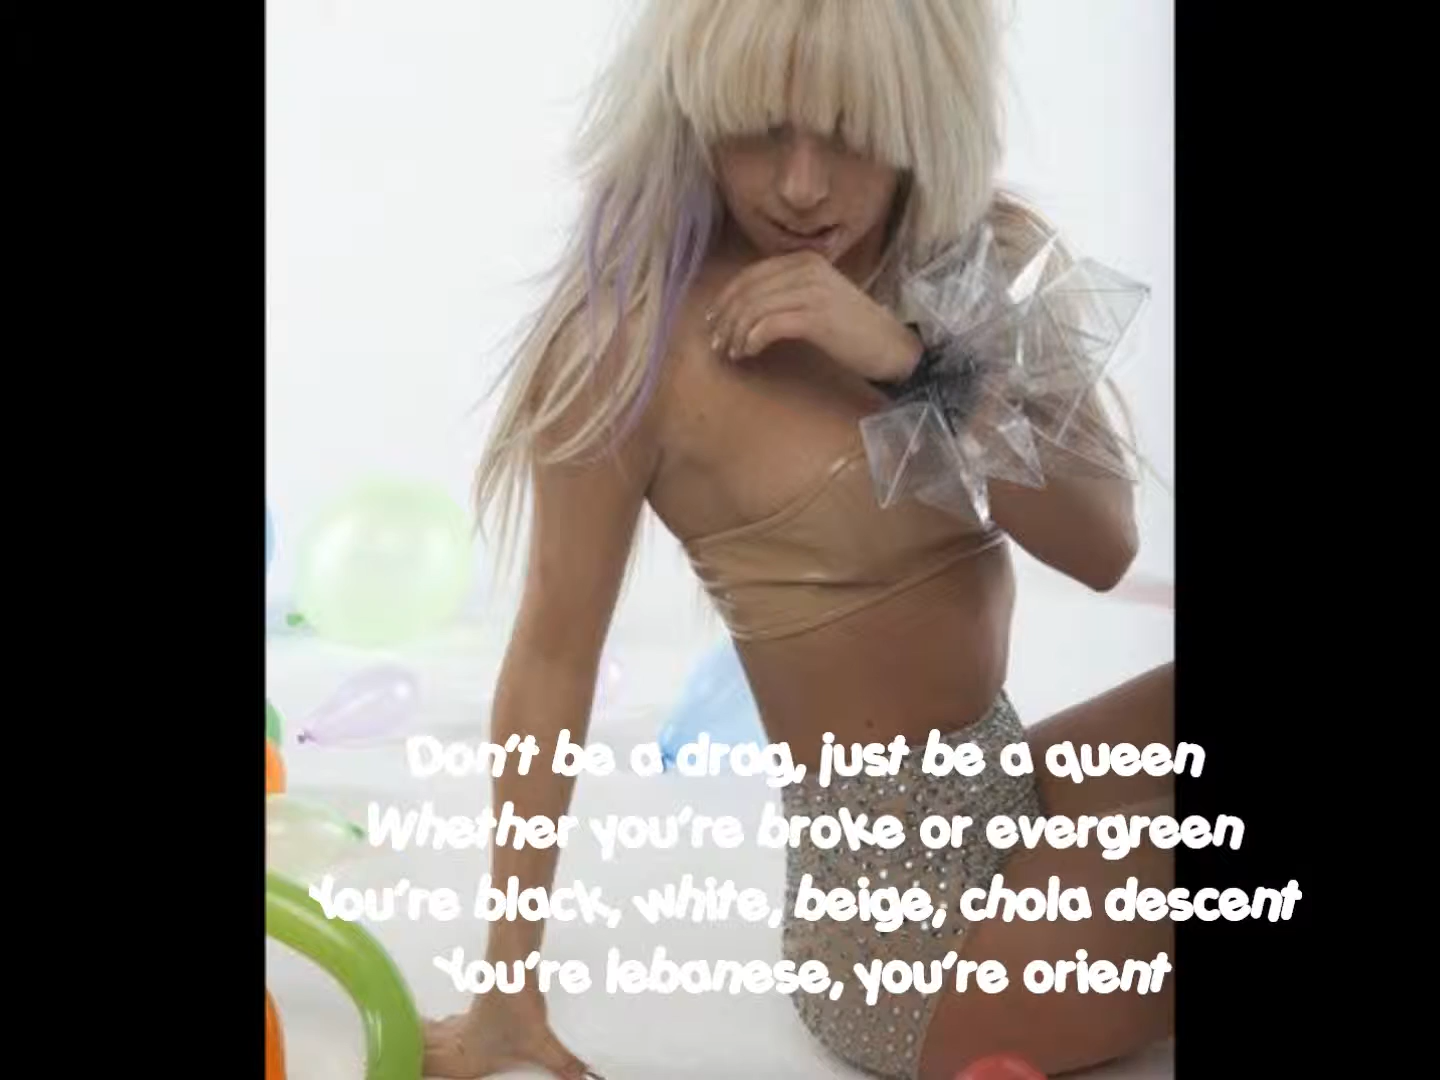 Don't be a drag, just be a queen
Whether you're broke or evergreen
You're black, white, beige, chola descent
You're lebanese, you're orient